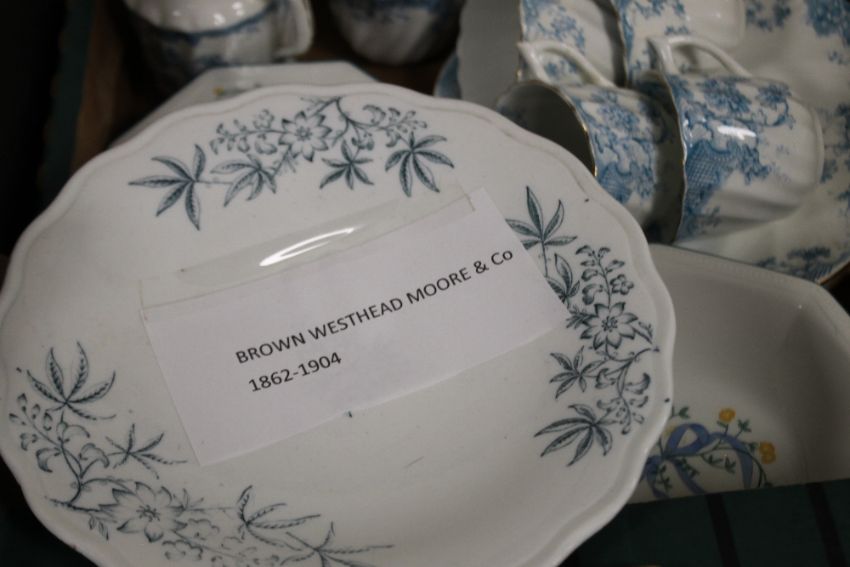 BROWN WESTHEAD MOORE & Co
1862-1904